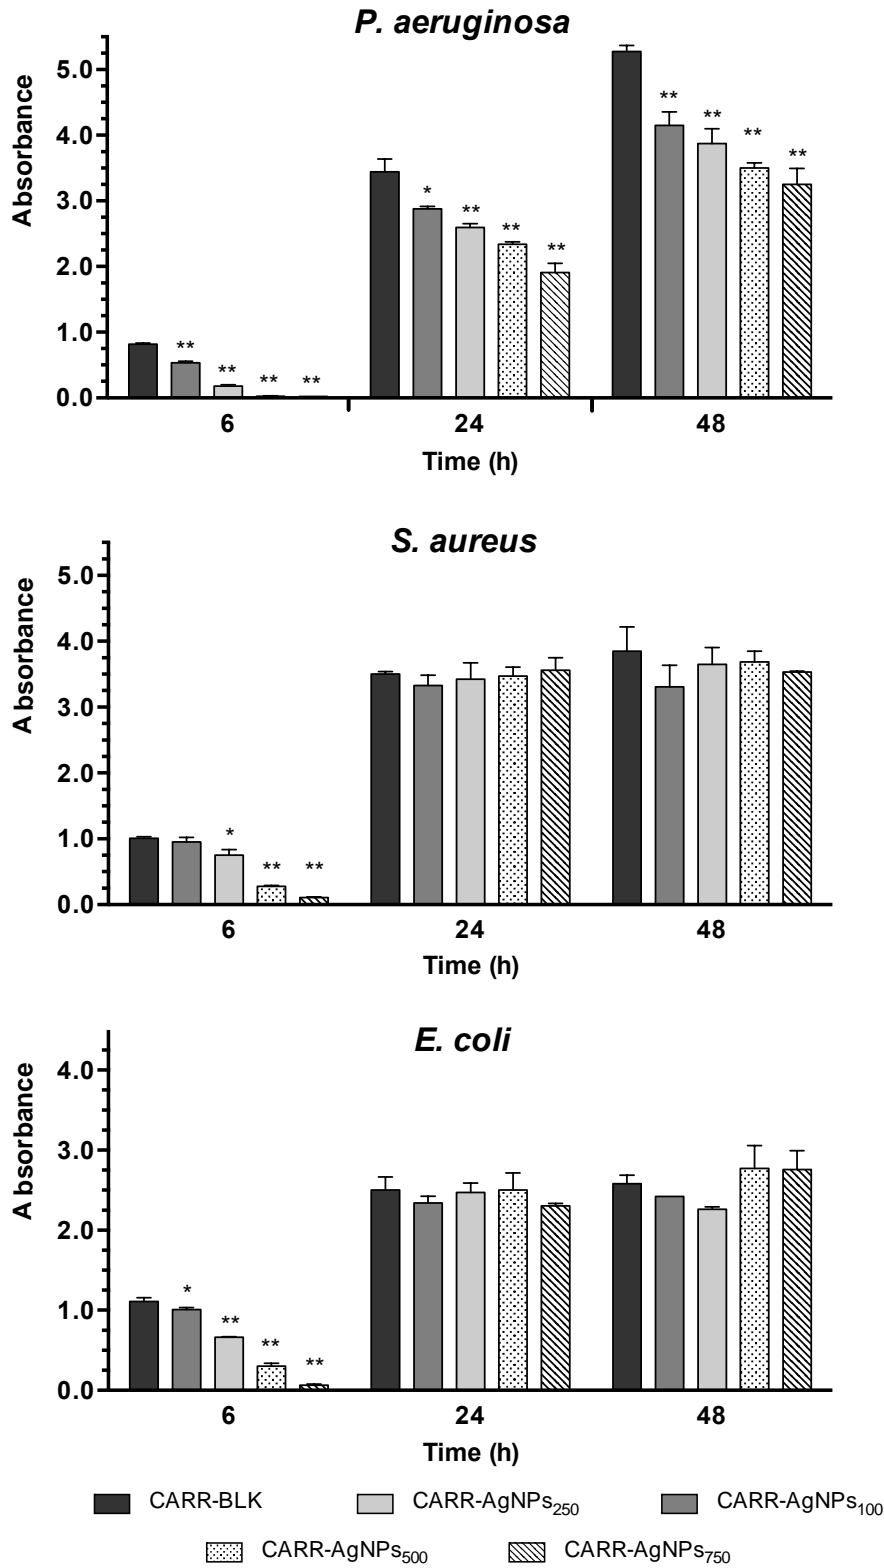 P. aeruginosa
Absorbance
5.0
4.0
3.0
2.0
1.0
0.0
** ** ** **
* ** ** **
** ** ** **
6 24 48
Time (h)
S. aureus
Absorbance
5.0
4.0
3.0
2.0
1.0
0.0
* ** **
6 24 48
Time (h)
E. coli
Absorbance
4.0
3.0
2.0
1.0
0.0
* ** ** **
6 24 48
Time (h)
CARR-BLK CARR-AgNPs250 CARR-AgNPs100
CARR-AgNPs500 CARR-AgNPs750